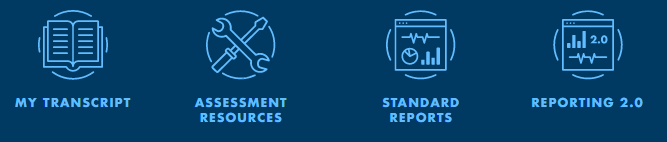 2.0
MY TRANSCRIPT
ASSESSMENT
RESOURCES
STANDARD
REPORTS
REPORTING 2.0